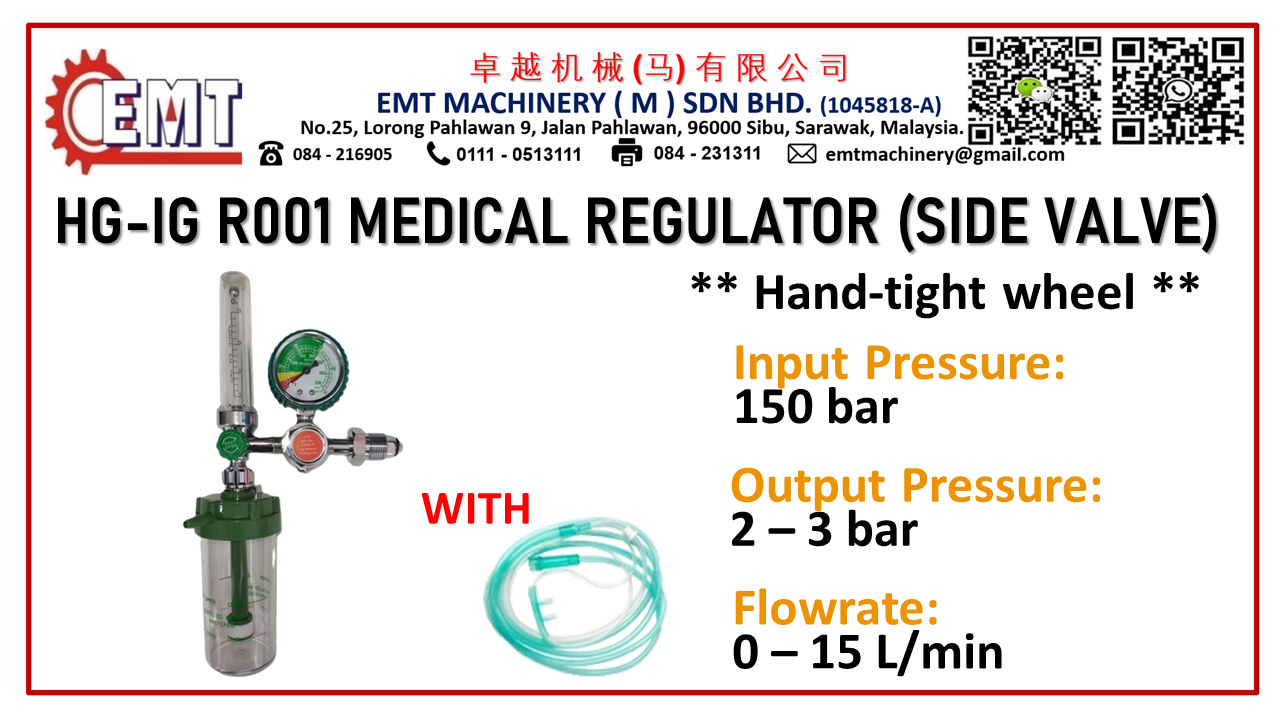 EMT
卓越机械(马)有限公司
EMT MACHINERY ( M ) SDN BHD. (1045818-A)
No.25, Lorong Pahlawan 9, Jalan Pahlawan, 96000 Sibu, Sarawak, Malaysia.
084 - 216905 0111 - 0513111 084 - 231311 emtmachinery@gmail.com
HG-IG R001 MEDICAL REGULATOR (SIDE VALVE)
** Hand-tight wheel **
Input Pressure:
150 bar
WITH
Output Pressure:
2 – 3 bar
Flowrate:
0 – 15 L/min